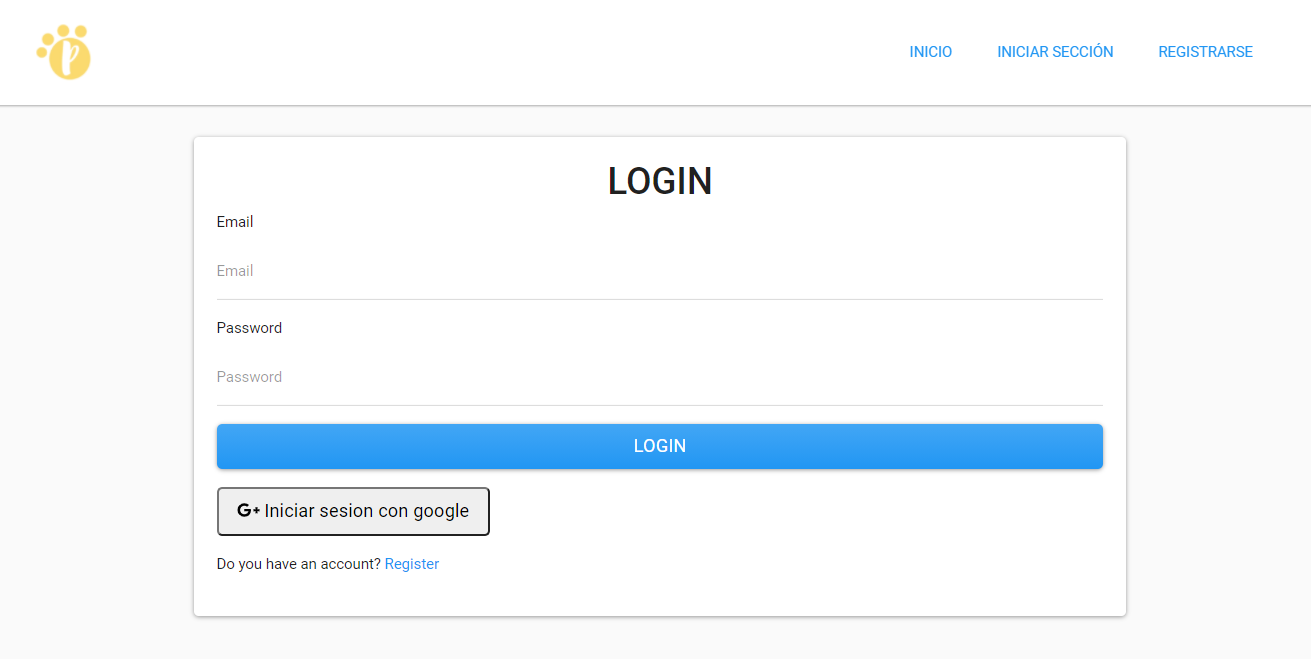 p
INICIO INICIAR SECCIÓN REGISTRARSE
LOGIN
Email
Email
Password
Password
LOGIN
G+ Iniciar sesion con google
Do you have an account? Register